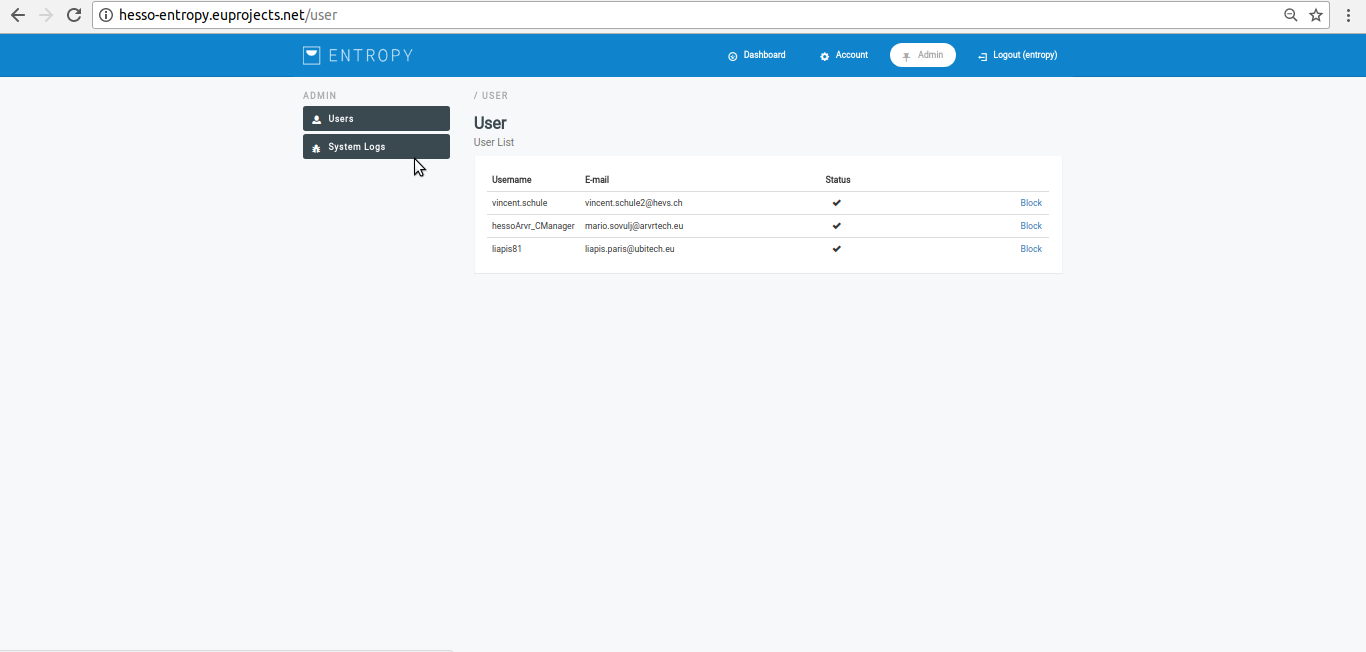 hesso-entropy.euprojects.net/user
ENTROPY
Dashboard
Account
Admin
Logout (entropy)
ADMIN
Users
System Logs
/ USER
User
User List
Username E-mail Status
vincent.schule vincent.schule2@hevs.ch Block
hessoArvr_CManager mario.sovulj@arvrtech.eu Block
liapis81 liapis.paris@ubitech.eu Block